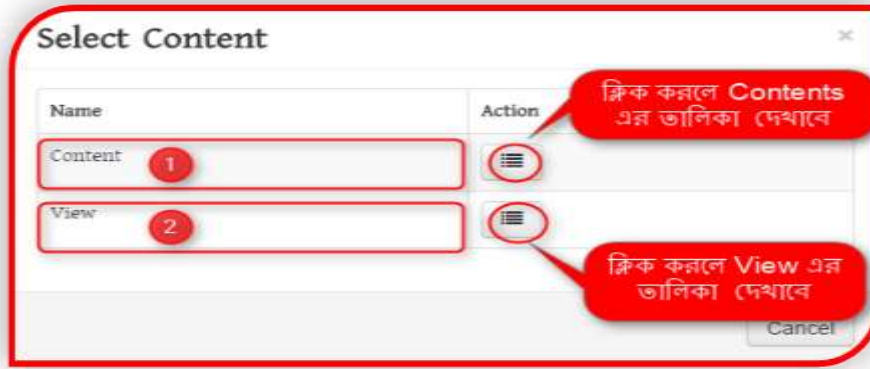 Select Content
×
Name Action
Content 1
View 2
ক্লিক করলে Contents
এর তালিকা দেখাবে
ক্লিক করলে View এর
তালিকা দেখাবে
Cancel